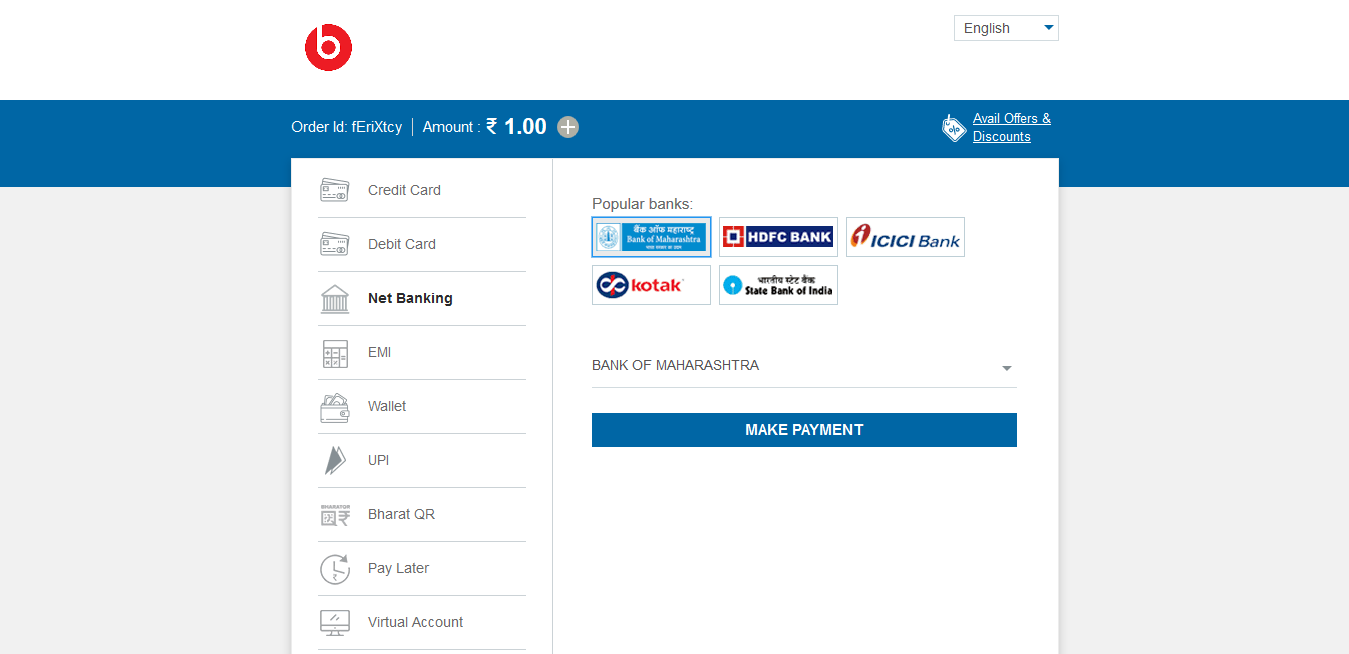 b
English
Order Id: fEriXtcy
Amount : ₹ 1.00
Avail Offers &
Discounts
Credit Card
Debit Card
Net Banking
EMI
Wallet
UPI
BHARATQR
Bharat QR
Pay Later
Virtual Account
Popular banks:
बैंक ऑफ महाराष्ट्र
Bank of Maharashtra
HDFC BANK
ICICI Bank
kotak
भारतीय स्टेट बैंक
State Bank of India
BANK OF MAHARASHTRA
MAKE PAYMENT